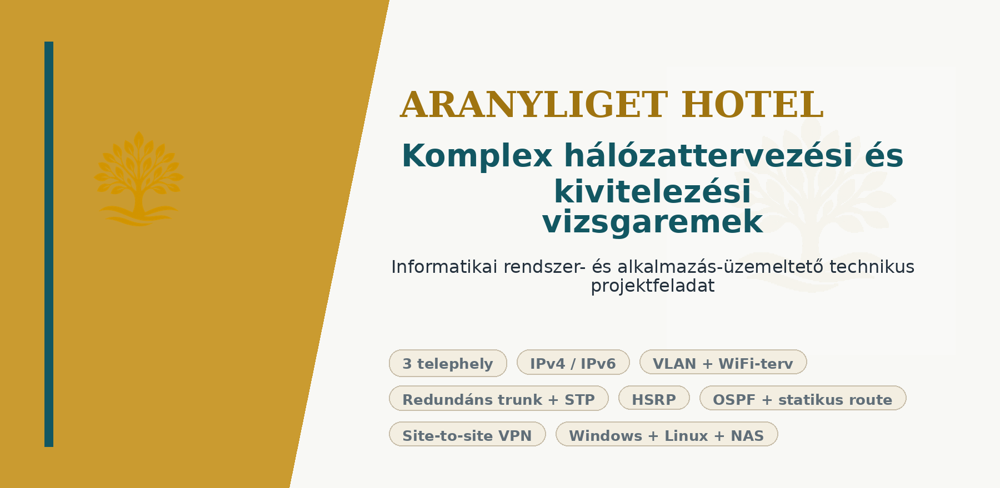 ARANYLIGET HOTEL
Komplex hálózattervezési és
kivitelezési
vizsgaremek
Informatikai rendszer- és alkalmazás-üzemeltető technikus
projektfeladat
3 telephely IPv4 / IPv6 VLAN + WiFi-terv
Redundáns trunk + STP HSRP OSPF + statikus route
Site-to-site VPN Windows + Linux + NAS